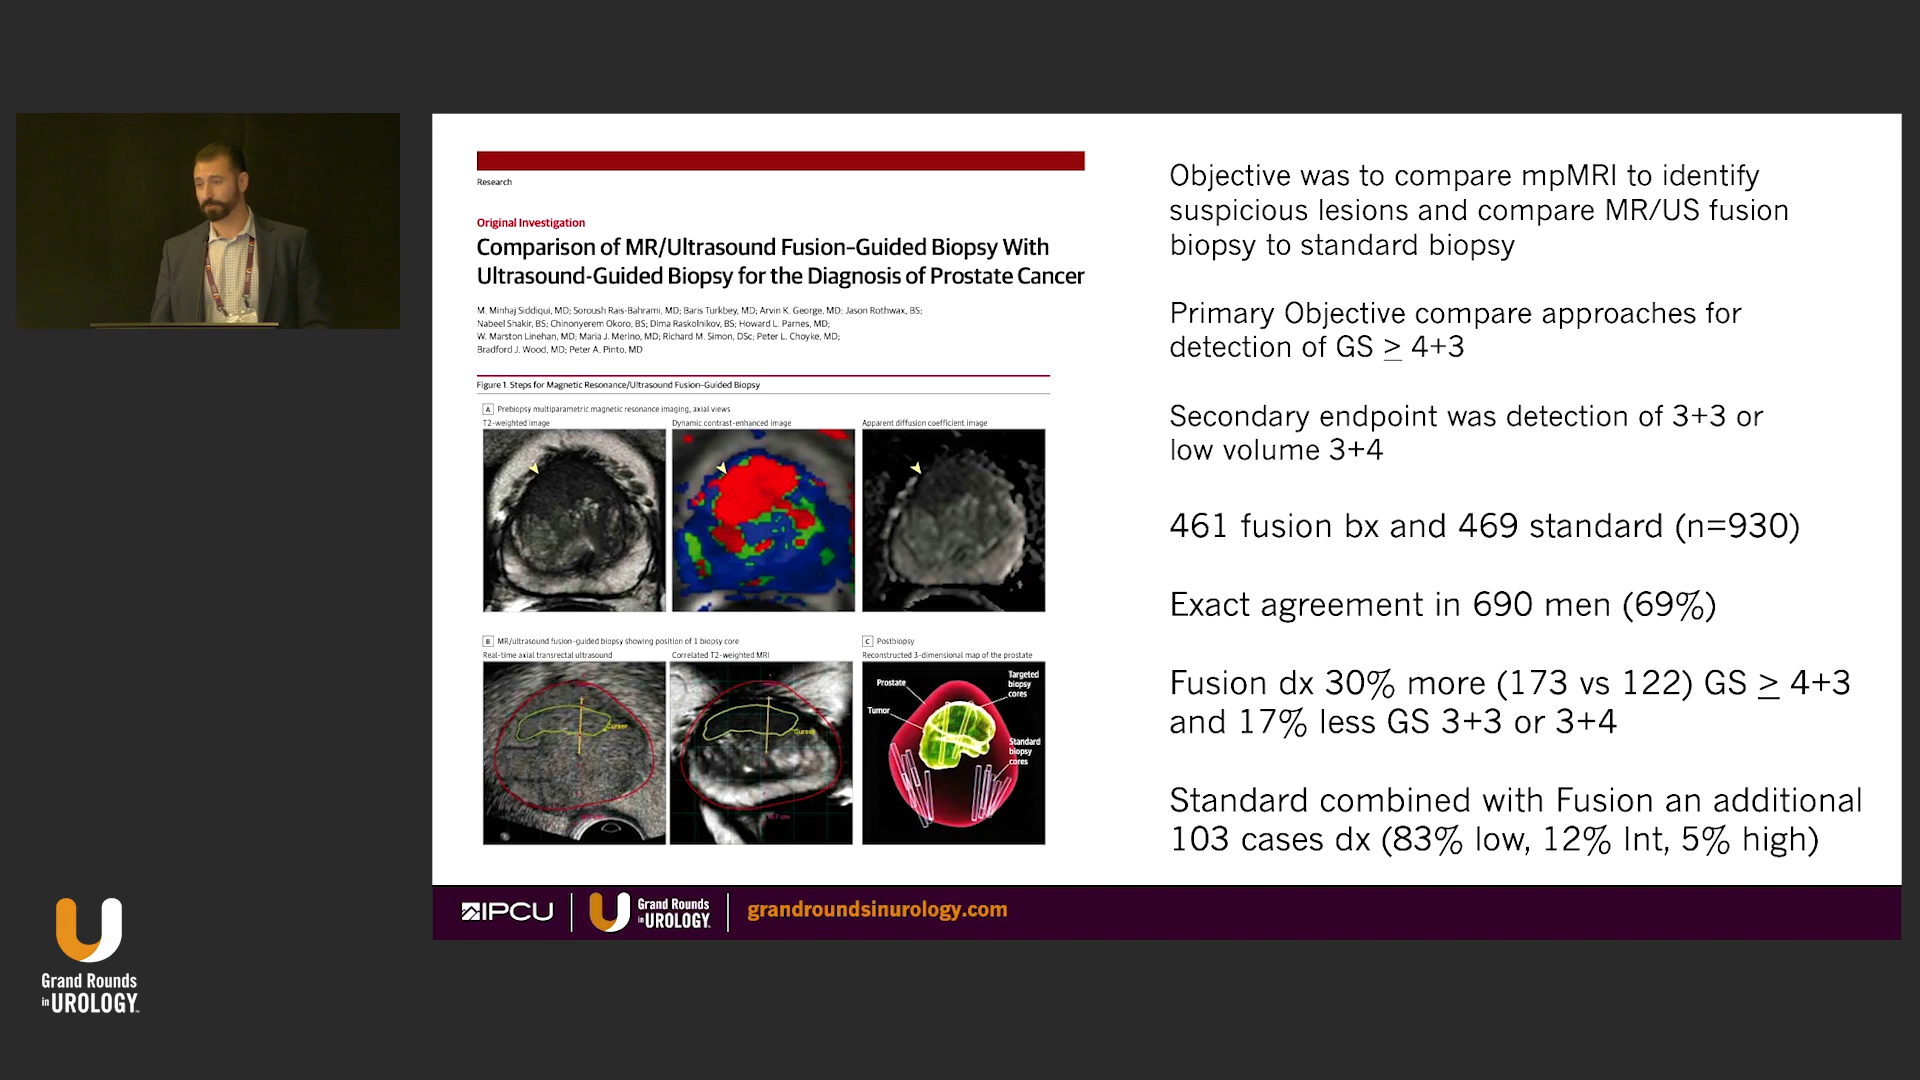 Research
Original Investigation
Comparison of MR/Ultrasound Fusion-Guided Biopsy With
Ultrasound-Guided Biopsy for the Diagnosis of Prostate Cancer
M. Minhaj Siddiqui, MD; Soroush Rais-Bahrami, MD; Baris Turkbey, MD; Arvin K. George, MD; Jason Rothwax, BS;
Nabeel Shakir, BS; Chinonyerem Okoro, BS; Dima Raskolnikov, BS; Howard L. Parnes, MD;
W. Marston Linehan, MD; Maria J. Merino, MD; Richard M. Simon, DSc; Peter L. Choyke, MD;
Bradford J. Wood, MD; Peter A. Pinto, MD
Figure 1. Steps for Magnetic Resonance/Ultrasound Fusion-Guided Biopsy
A Prebiopsy multiparametric magnetic resonance imaging, axial views
T2-weighted image
Dynamic contrast-enhanced image
Apparent diffusion coefficient image
B MR/ultrasound fusion-guided biopsy showing position of 1 biopsy core
Real-time axial transrectal ultrasound
Correlated T2-weighted MRI
Cursor
Cursor
C Postbiopsy
Reconstructed 3-dimensional map of the prostate
Prostate
Tumor
Targeted
biopsy
cores
Standard
biopsy
cores
Objective was to compare mpMRI to identify
suspicious lesions and compare MR/US fusion
biopsy to standard biopsy
Primary Objective compare approaches for
detection of GS ≥ 4+3
Secondary endpoint was detection of 3+3 or
low volume 3+4
461 fusion bx and 469 standard (n=930)
Exact agreement in 690 men (69%)
Fusion dx 30% more (173 vs 122) GS ≥ 4+3
and 17% less GS 3+3 or 3+4
Standard combined with Fusion an additional
103 cases dx (83% low, 12% Int, 5% high)
IPCU
Grand Rounds
in UROLOGY
grandroundsinurology.com
Grand Rounds
in UROLOGY